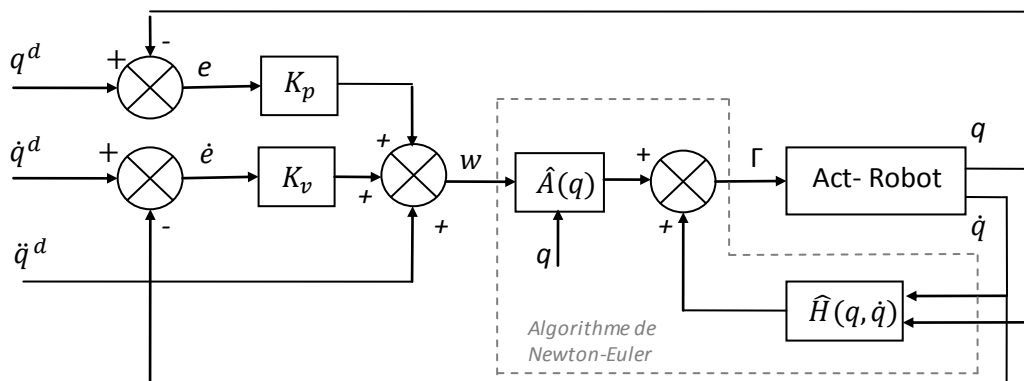 -
q^d
+
e
K_p
q̇^d
+
ė
K_v
+
+
+
w
-
q̈^d
Â(q)
q
+
+
Γ
Act- Robot
q
q̇
Ĥ(q, q̇)
Algorithme de
Newton-Euler